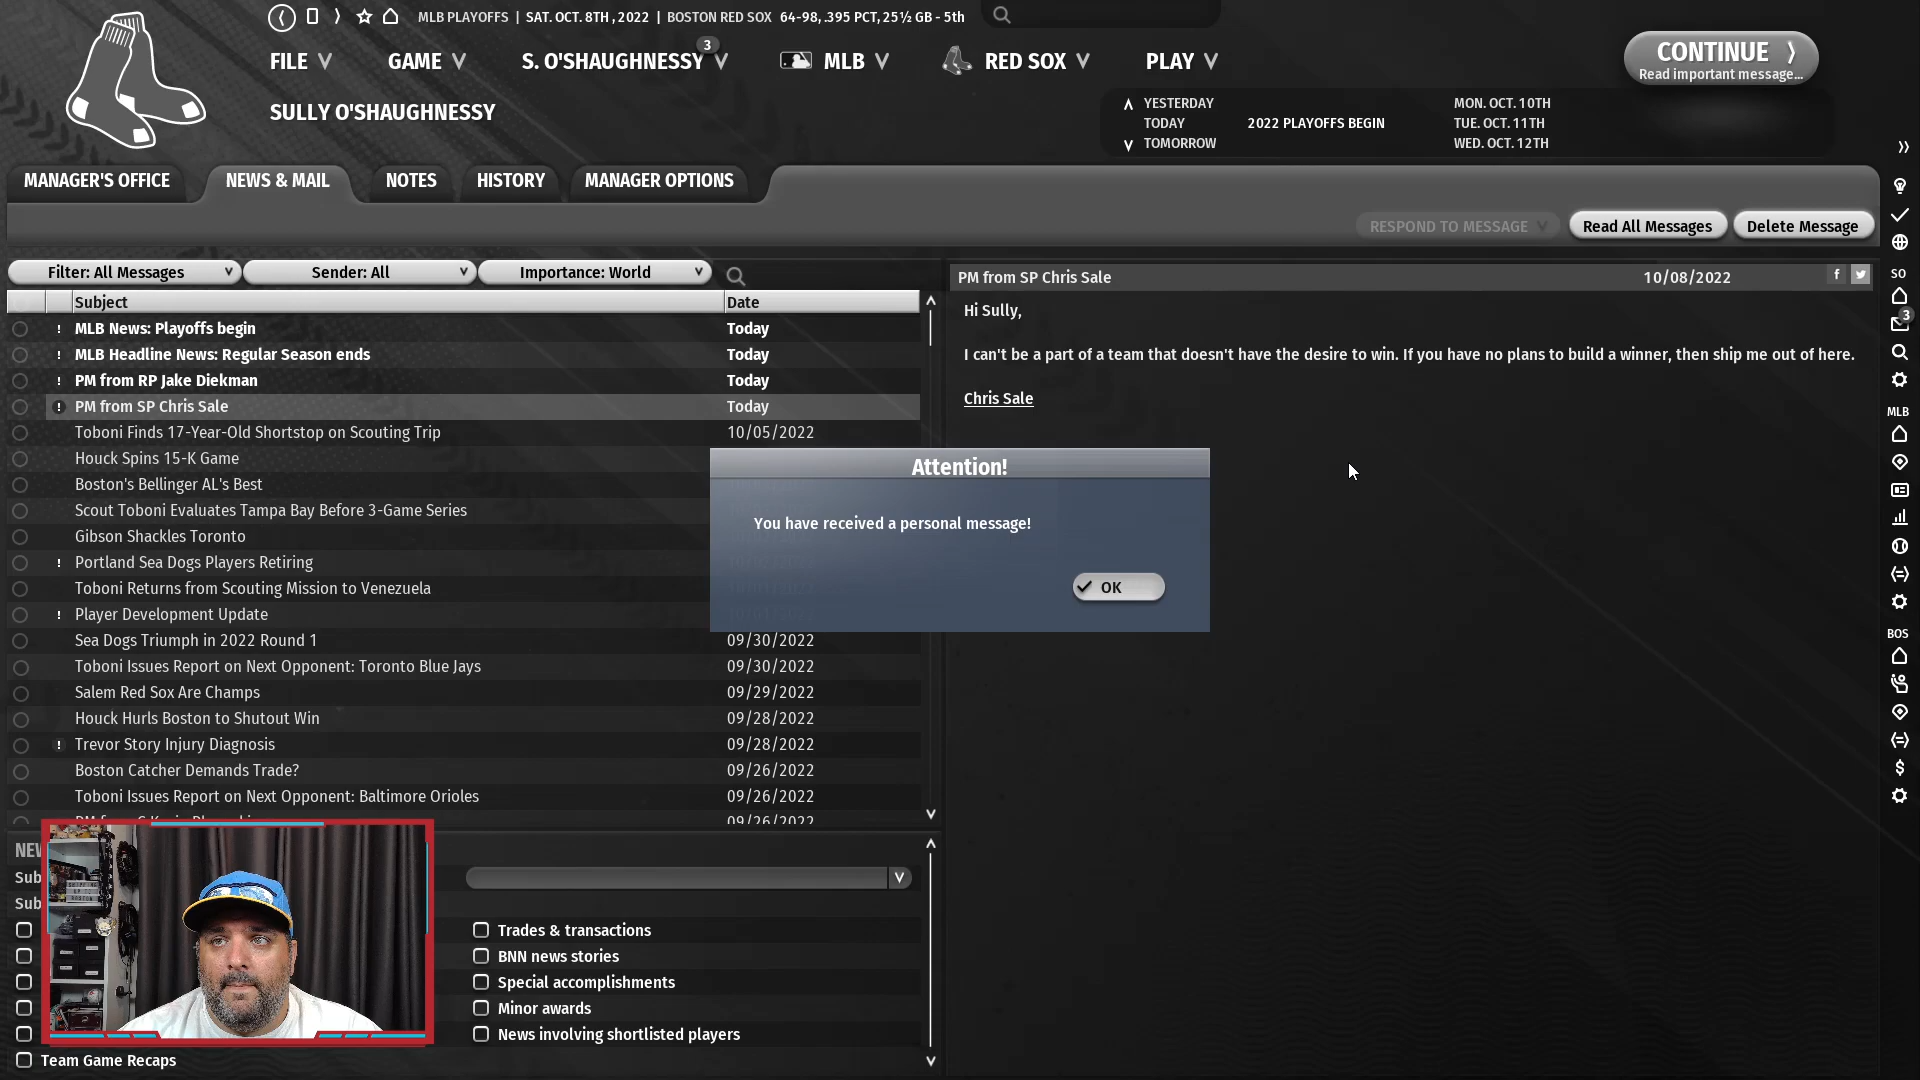 MLB PLAYOFFS | SAT. OCT. 8TH , 2022 | BOSTON RED SOX 64-98, .395 PCT, 25½ GB - 5th
FILE
GAME
S. O'SHAUGHNESSY
3
MLB
RED SOX
PLAY
CONTINUE
Read important message...
SULLY O'SHAUGHNESSY
YESTERDAY
TODAY
TOMORROW
2022 PLAYOFFS BEGIN
MON. OCT. 10TH
TUE. OCT. 11TH
WED. OCT. 12TH
MANAGER'S OFFICE
NEWS & MAIL
NOTES
HISTORY
MANAGER OPTIONS
RESPOND TO MESSAGE
Read All Messages
Delete Message
Filter: All Messages
Sender: All
Importance: World
Subject Date
! MLB News: Playoffs begin Today
! MLB Headline News: Regular Season ends Today
! PM from RP Jake Diekman Today
! PM from SP Chris Sale Today
Toboni Finds 17-Year-Old Shortstop on Scouting Trip 10/05/2022
Houck Spins 15-K Game
Boston's Bellinger AL's Best
Scout Toboni Evaluates Tampa Bay Before 3-Game Series
Gibson Shackles Toronto
! Portland Sea Dogs Players Retiring
Toboni Returns from Scouting Mission to Venezuela
! Player Development Update
Sea Dogs Triumph in 2022 Round 1 09/30/2022
Toboni Issues Report on Next Opponent: Toronto Blue Jays 09/30/2022
Salem Red Sox Are Champs 09/29/2022
Houck Hurls Boston to Shutout Win 09/28/2022
! Trevor Story Injury Diagnosis 09/28/2022
Boston Catcher Demands Trade? 09/26/2022
Toboni Issues Report on Next Opponent: Baltimore Orioles 09/26/2022
09/26/2022
PM from SP Chris Sale 10/08/2022
Hi Sully,
I can't be a part of a team that doesn't have the desire to win. If you have no plans to build a winner, then ship me out of here.
Chris Sale
Attention!
You have received a personal message!
OK
Trades & transactions
BNN news stories
Special accomplishments
Minor awards
News involving shortlisted players
Team Game Recaps
SO
3
MLB
BOS